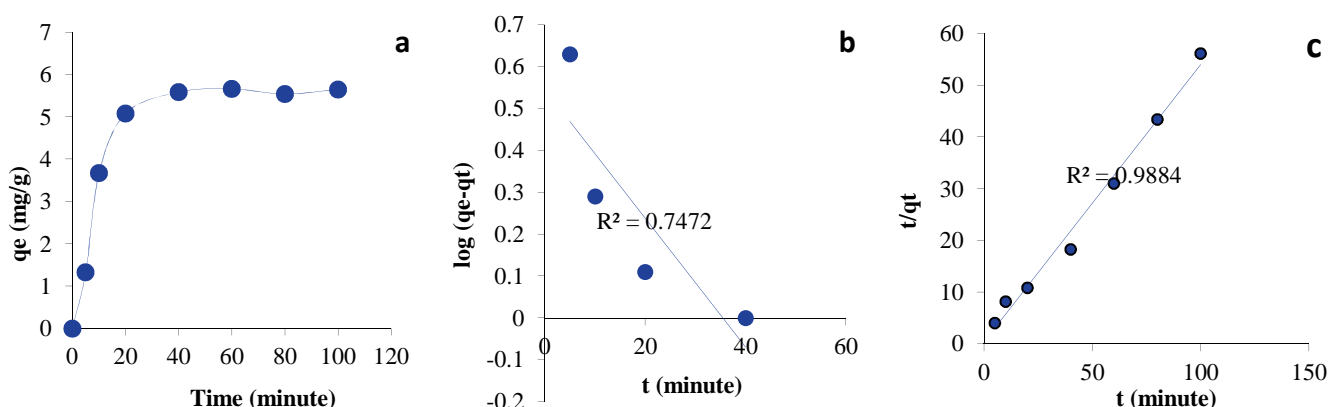 a
7
6
5
4
3
2
1
0
qe (mg/g)
0 20 40 60 80 100 120
Time (minute)
b
0.7
0.6
0.5
0.4
0.3
0.2
0.1
0
-0.1
-0.2
log (qe-qt)
R² = 0.7472
0 20 40 60
t (minute)
c
60
50
40
30
20
10
0
t/qt
R² = 0.9884
0 50 100 150
t (minute)